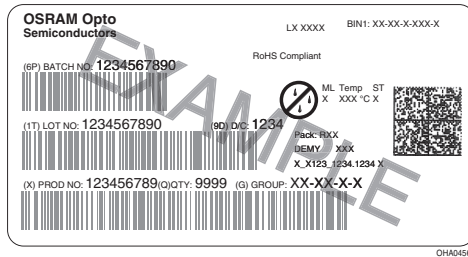 OSRAM Opto
Semiconductors
LX XXXX
BIN1: XX-XX-X-XXX-X
RoHS Compliant
(6P) BATCH NO: 1234567890
ML Temp ST
X XXX °C X
(1T) LOT NO: 1234567890
(9D) D/C: 1234
Pack: RXX
DEMY XXX
X_X123_1234.1234 X
(X) PROD NO: 123456789(Q)QTY: 9999 (G) GROUP: XX-XX-X-X
EXAMPLE
OHA0450